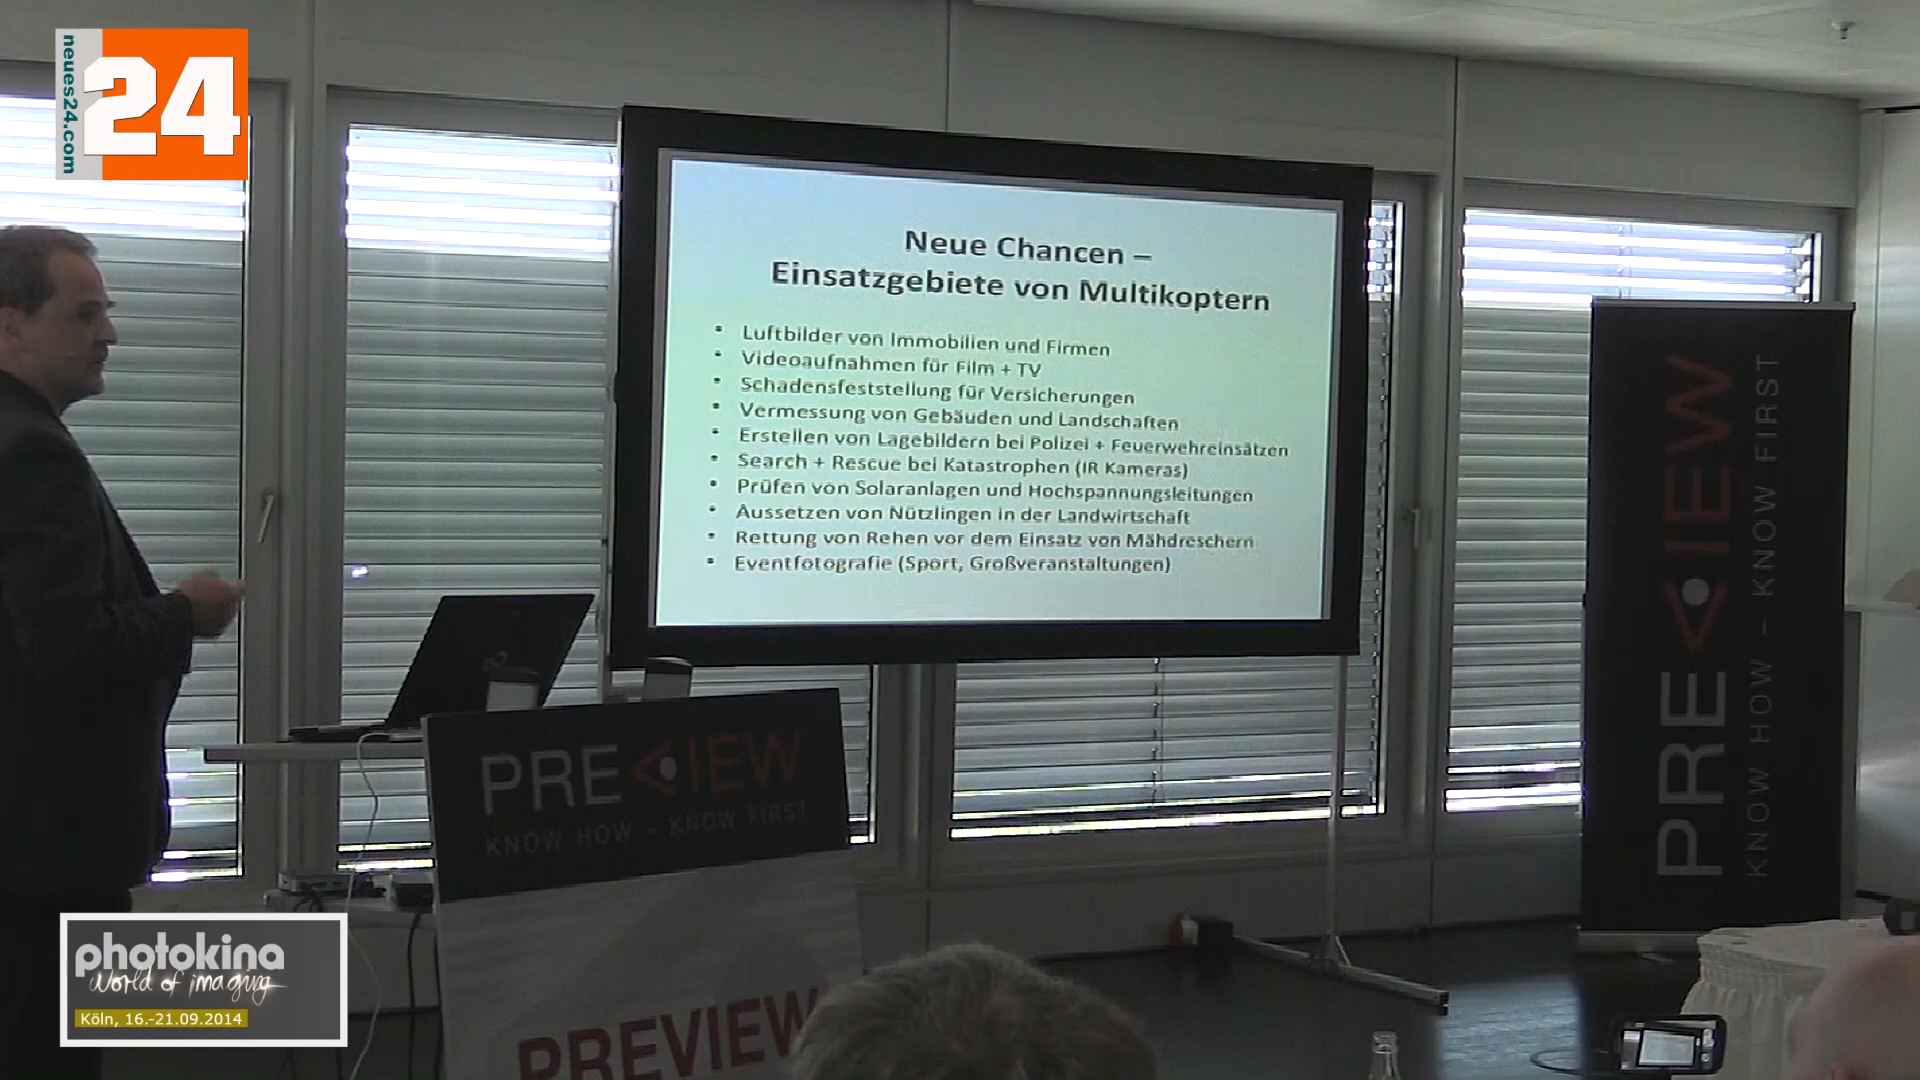 neues24.com
24
Neue Chancen –
Einsatzgebiete von Multikoptern
▪ Luftbilder von Immobilien und Firmen
▪ Videoaufnahmen für Film + TV
▪ Schadensfeststellung für Versicherungen
▪ Vermessung von Gebäuden und Landschaften
▪ Erstellen von Lagebildern bei Polizei + Feuerwehreinsätzen
▪ Search + Rescue bei Katastrophen (IR Kameras)
▪ Prüfen von Solaranlagen und Hochspannungsleitungen
▪ Aussetzen von Nützlingen in der Landwirtschaft
▪ Rettung von Rehen vor dem Einsatz von Mähdreschern
▪ Eventfotografie (Sport, Großveranstaltungen)
PREVIEW
KNOW HOW – KNOW FIRST
PREVIEW
KNOW HOW – KNOW FIRST
PREVIEW
photokina
world of imaging
Köln, 16.-21.09.2014